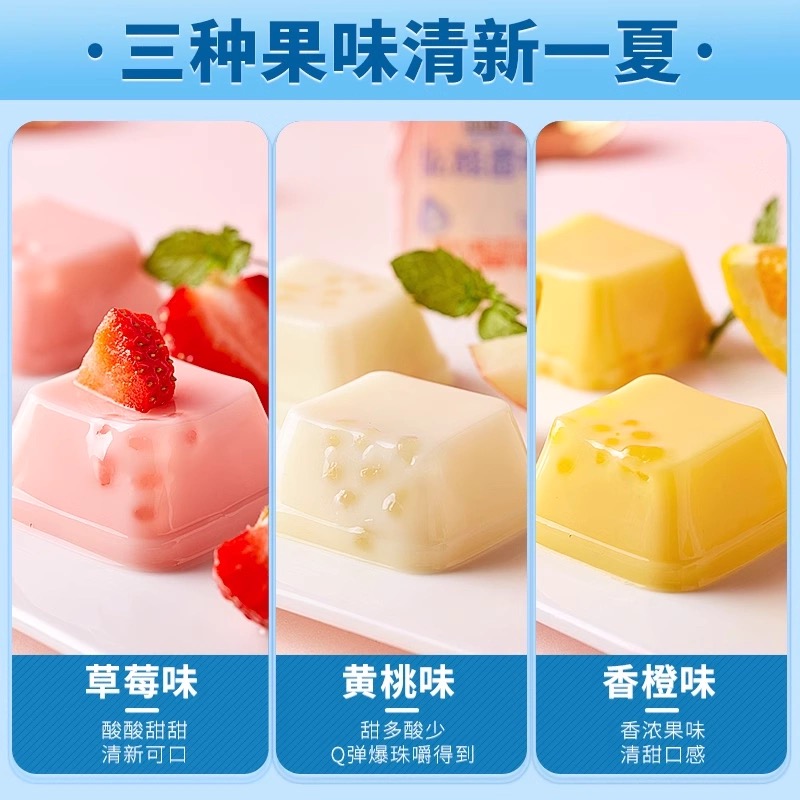 ·三种果味清新一夏·
草莓味
酸酸甜甜
清新可口
黄桃味
甜多酸少
Q弹爆珠嚼得到
香橙味
香浓果味
清甜口感